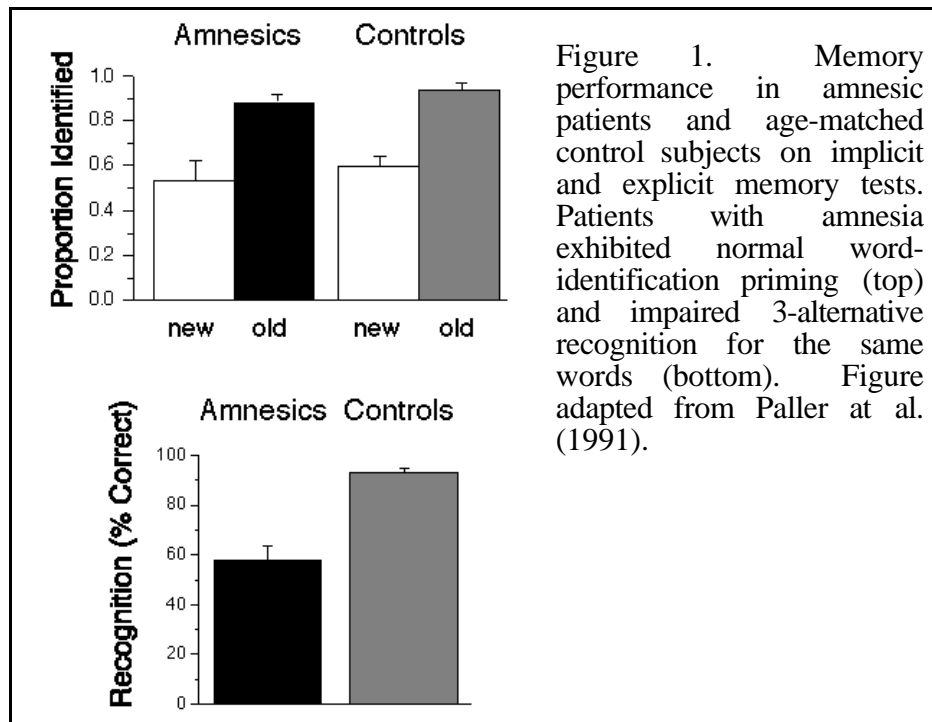 Amnesics Controls
Proportion Identified
1.0
0.8
0.6
0.4
0.2
0.0
new old new old
Amnesics Controls
Recognition (% Correct)
100
80
60
40
20
0
Figure 1. Memory
performance in amnesic
patients and age-matched
control subjects on implicit
and explicit memory tests.
Patients with amnesia
exhibited normal word-
identification priming (top)
and impaired 3-alternative
recognition for the same
words (bottom). Figure
adapted from Paller at al.
(1991).